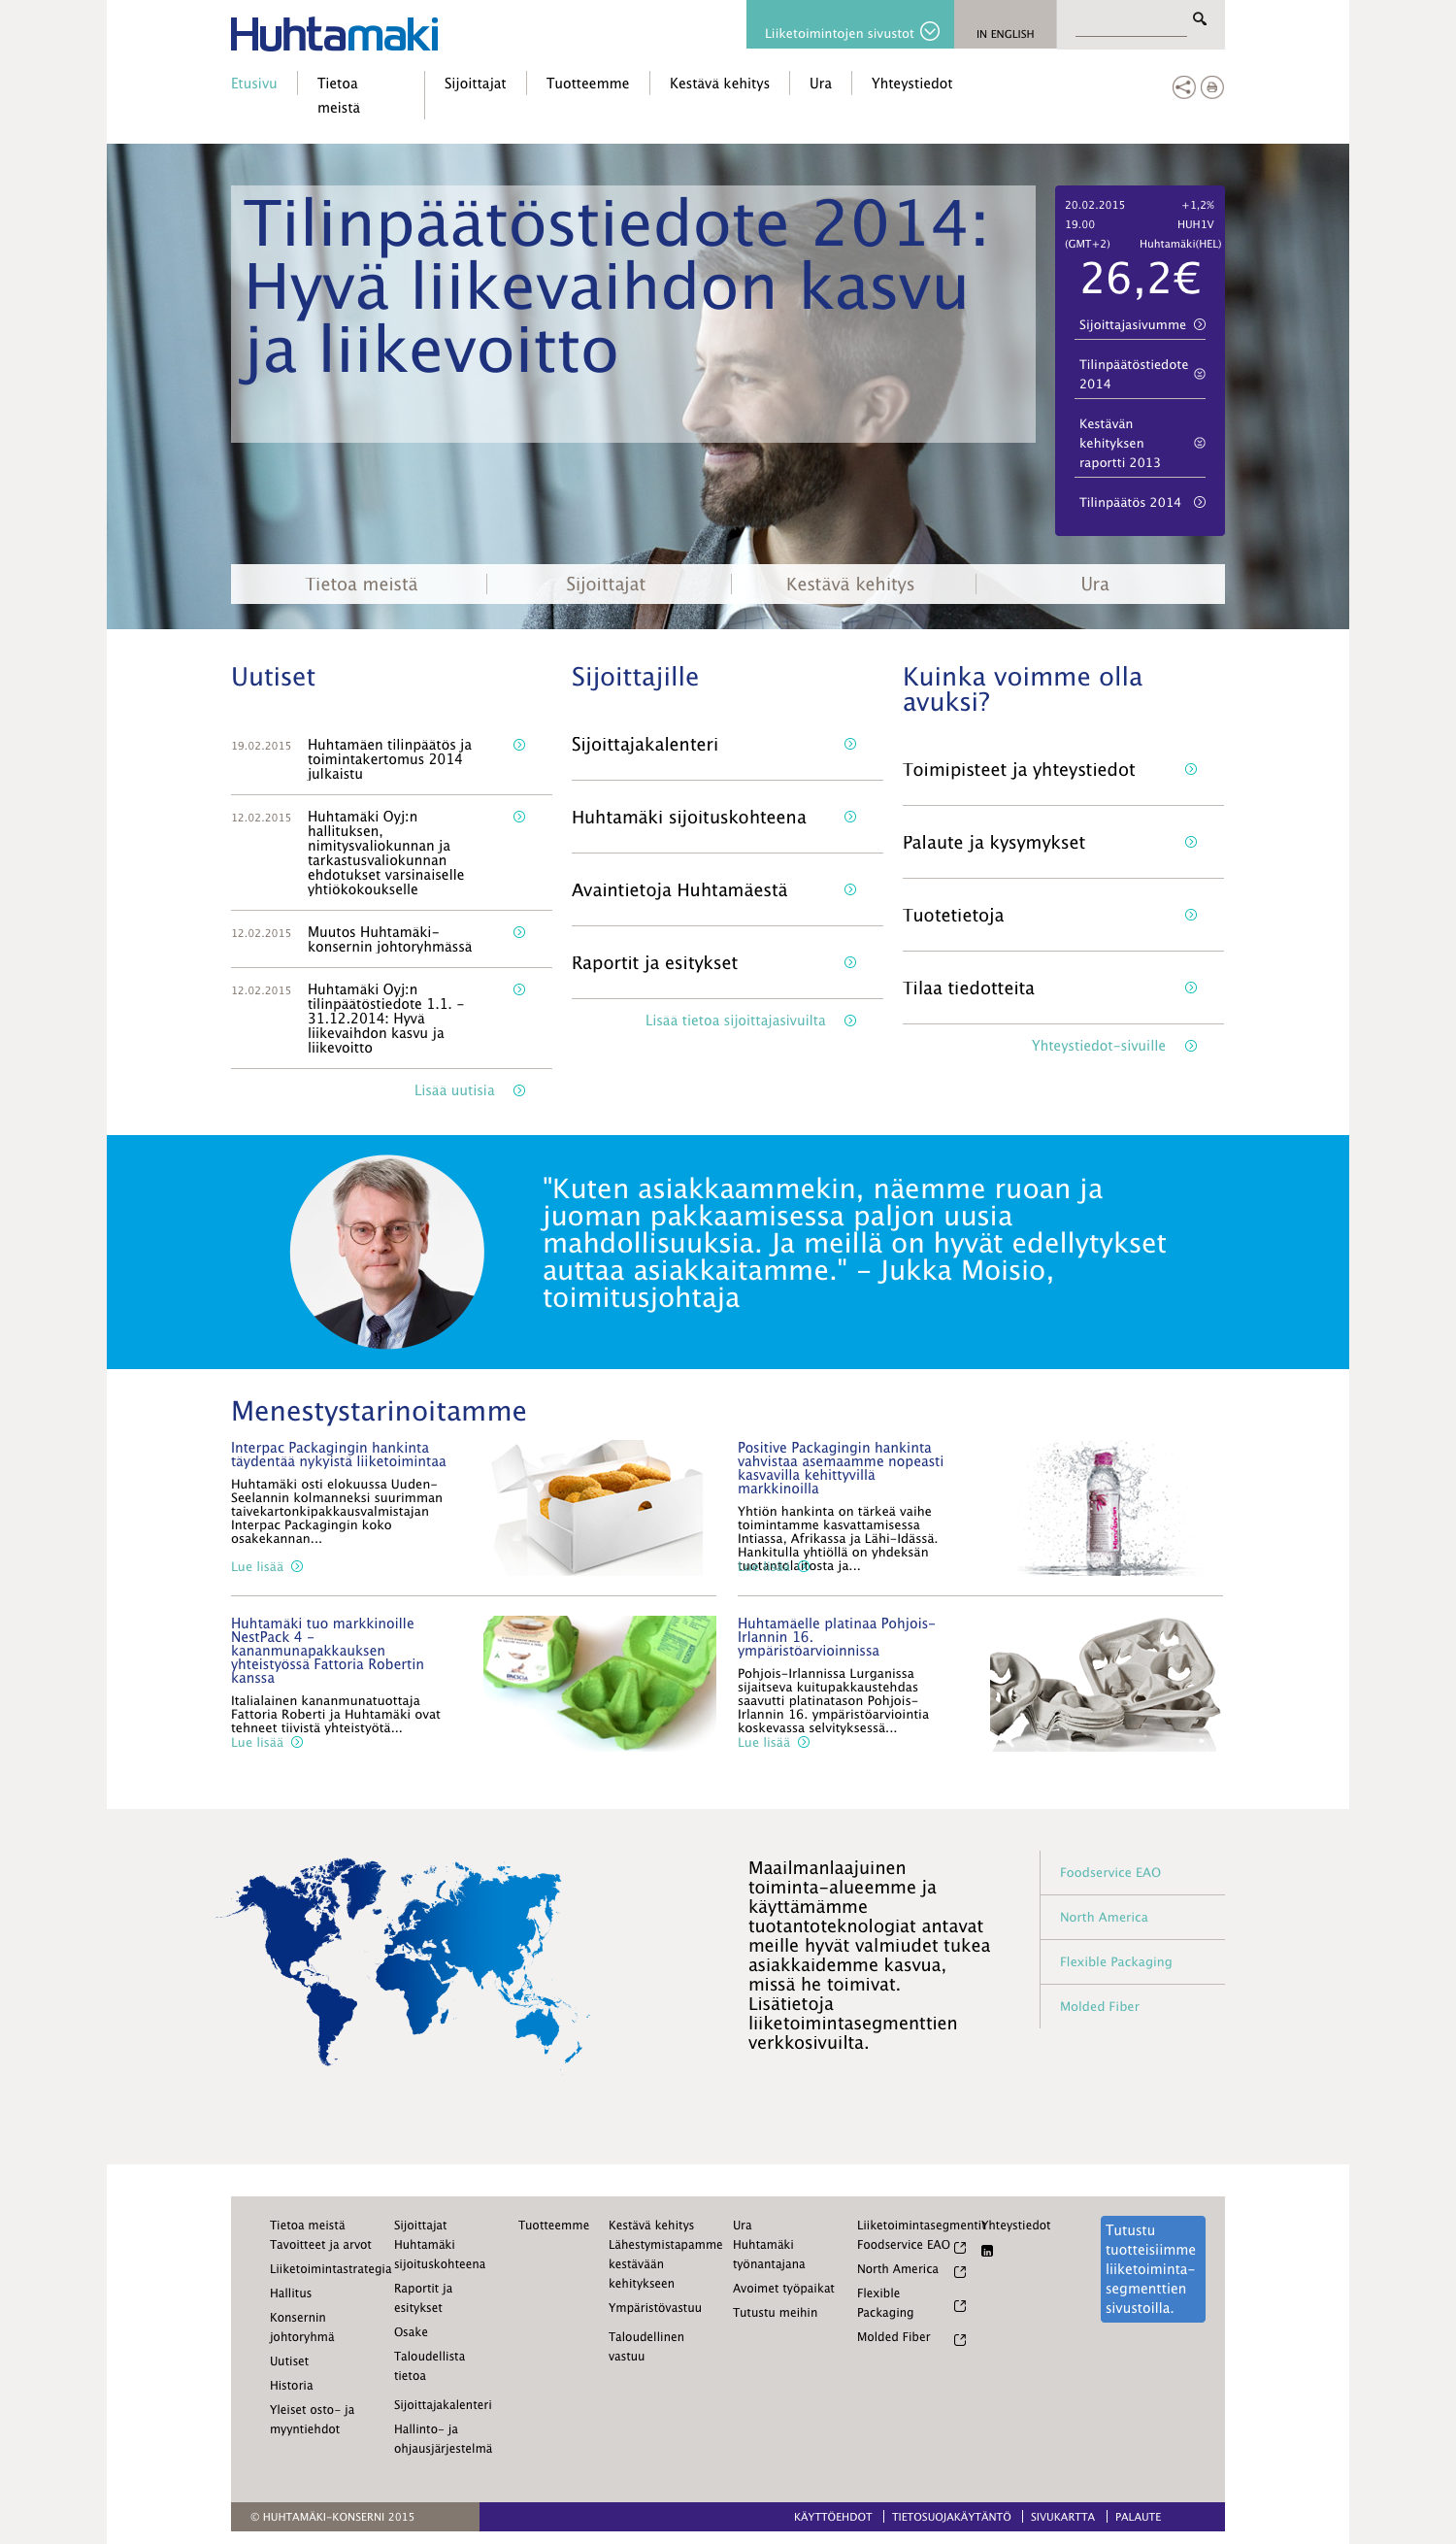 Huhtamaki
Liiketoimintojen sivustot
IN ENGLISH
Etusivu
Tietoa
meistä
Sijoittajat
Tuotteemme
Kestävä kehitys
Ura
Yhteystiedot
Tilinpäätöstiedote 2014:
Hyvä liikevaihdon kasvu
ja liikevoitto
20.02.2015 +1,2%
19.00 HUH1V
(GMT+2) Huhtamäki(HEL)
26,2€
Sijoittajasivumme
Tilinpäätöstiedote
2014
Kestävän
kehityksen
raportti 2013
Tilinpäätös 2014
Tietoa meistä
Sijoittajat
Kestävä kehitys
Ura
Uutiset
19.02.2015 Huhtamäen tilinpäätös ja
toimintakertomus 2014
julkaistu
12.02.2015 Huhtamäki Oyj:n
hallituksen,
nimitysvaliokunnan ja
tarkastusvaliokunnan
ehdotukset varsinaiselle
yhtiökokoukselle
12.02.2015 Muutos Huhtamäki-
konsernin johtoryhmässä
12.02.2015 Huhtamäki Oyj:n
tilinpäätöstiedote 1.1. -
31.12.2014: Hyvä
liikevaihdon kasvu ja
liikevoitto
Lisää uutisia
Sijoittajille
Sijoittajakalenteri
Huhtamäki sijoituskohteena
Avaintietoja Huhtamäestä
Raportit ja esitykset
Lisää tietoa sijoittajasivuilta
Kuinka voimme olla
avuksi?
Toimipisteet ja yhteystiedot
Palaute ja kysymykset
Tuotetietoja
Tilaa tiedotteita
Yhteystiedot-sivuille
"Kuten asiakkaammekin, näemme ruoan ja
juoman pakkaamisessa paljon uusia
mahdollisuuksia. Ja meillä on hyvät edellytykset
auttaa asiakkaitamme." - Jukka Moisio,
toimitusjohtaja
Menestystarinoitamme
Interpac Packagingin hankinta
täydentää nykyistä liiketoimintaa
Huhtamäki osti elokuussa Uuden-
Seelannin kolmanneksi suurimman
taivekartonkipakkausvalmistajan
Interpac Packagingin koko
osakekannan...
Lue lisää
Positive Packagingin hankinta
vahvistaa asemaamme nopeasti
kasvavilla kehittyvillä
markkinoilla
Yhtiön hankinta on tärkeä vaihe
toimintamme kasvattamisessa
Intiassa, Afrikassa ja Lähi-Idässä.
Hankitulla yhtiöllä on yhdeksän
tuotantolaitosta ja...
Lue lisää
Huhtamäki tuo markkinoille
NestPack 4 -
kananmunapakkauksen
yhteistyössä Fattoria Robertin
kanssa
Italialainen kananmunatuottaja
Fattoria Roberti ja Huhtamäki ovat
tehneet tiivistä yhteistyötä...
Lue lisää
Huhtamäelle platinaa Pohjois-
Irlannin 16.
ympäristöarvioinnissa
Pohjois-Irlannissa Lurganissa
sijaitseva kuitupakkaustehdas
saavutti platinatason Pohjois-
Irlannin 16. ympäristöarviointia
koskevassa selvityksessä...
Lue lisää
Maailmanlaajuinen
toiminta-alueemme ja
käyttämämme
tuotantoteknologiat antavat
meille hyvät valmiudet tukea
asiakkaidemme kasvua,
missä he toimivat.
Lisätietoja
liiketoimintasegmenttien
verkkosivuilta.
Foodservice EAO
North America
Flexible Packaging
Molded Fiber
Tietoa meistä
Tavoitteet ja arvot
Liiketoimintastrategia
Hallitus
Konsernin
johtoryhmä
Uutiset
Historia
Yleiset osto- ja
myyntiehdot
Sijoittajat
Huhtamäki
sijoituskohteena
Raportit ja
esitykset
Osake
Taloudellista
tietoa
Sijoittajakalenteri
Hallinto- ja
ohjausjärjestelmä
Tuotteemme
Kestävä kehitys
Lähestymistapamme
kestävään
kehitykseen
Ympäristövastuu
Taloudellinen
vastuu
Ura
Huhtamäki
työnantajana
Avoimet työpaikat
Tutustu meihin
Liiketoimintasegmentit
Foodservice EAO
North America
Flexible
Packaging
Molded Fiber
Yhteystiedot
in
Tutustu
tuotteisiimme
liiketoiminta-
segmenttien
sivustoilla.
© HUHTAMÄKI-KONSERNI 2015
KÄYTTÖEHDOT
TIETOSUOJAKÄYTÄNTÖ
SIVUKARTTA
PALAUTE